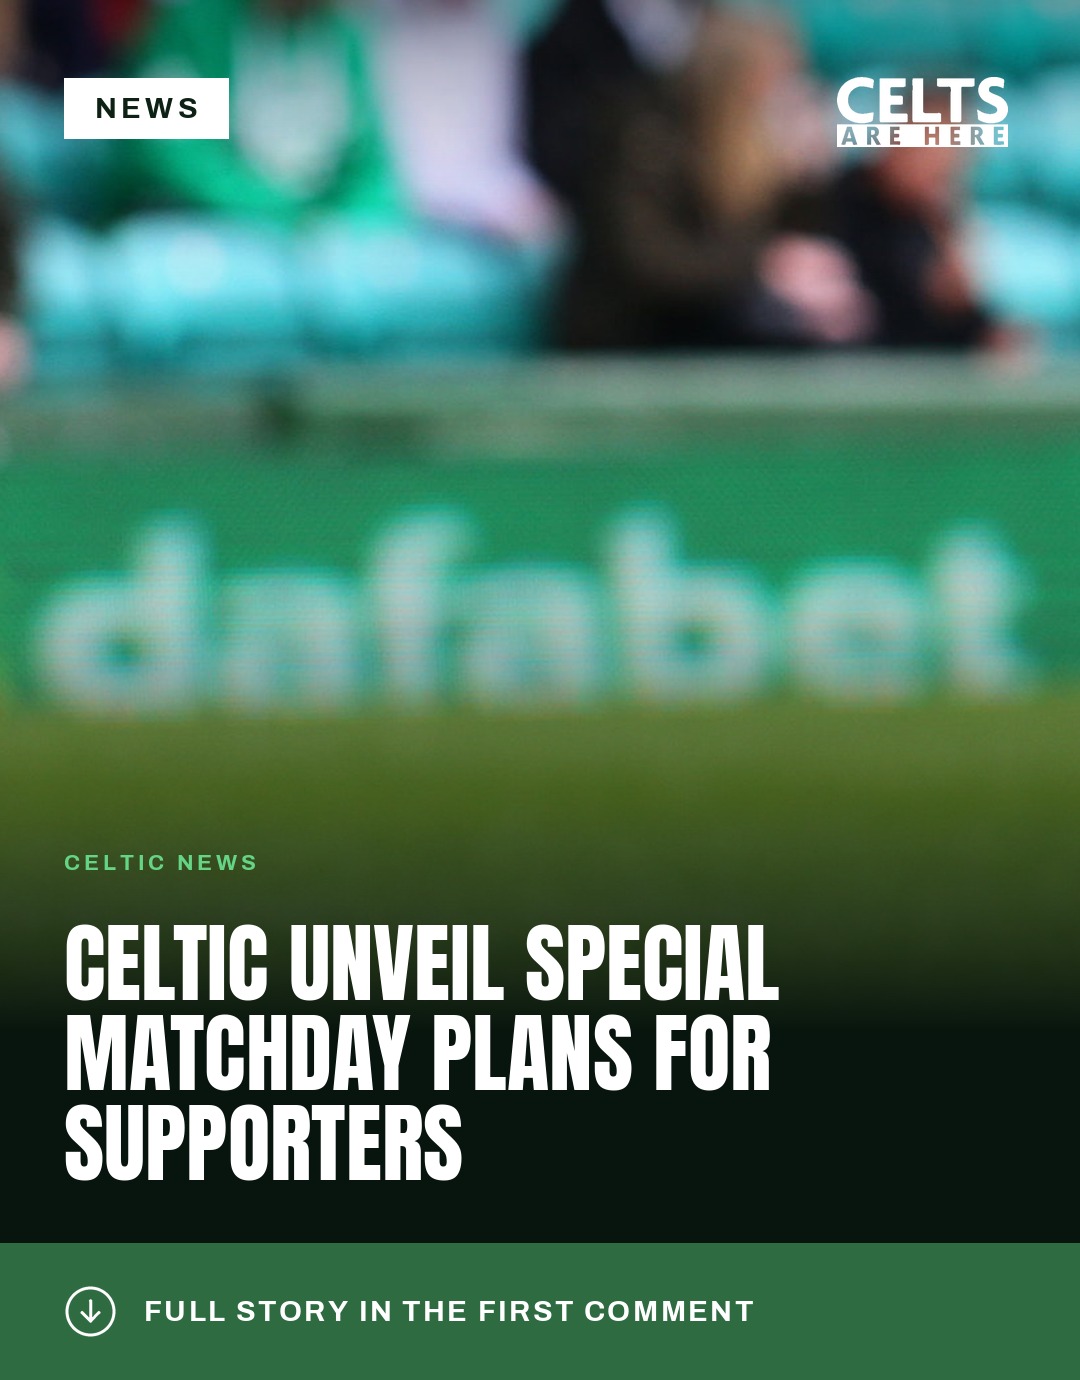 NEWS
CELTS
ARE HERE
dafabet
CELTIC NEWS
CELTIC UNVEIL SPECIAL
MATCHDAY PLANS FOR
SUPPORTERS
FULL STORY IN THE FIRST COMMENT